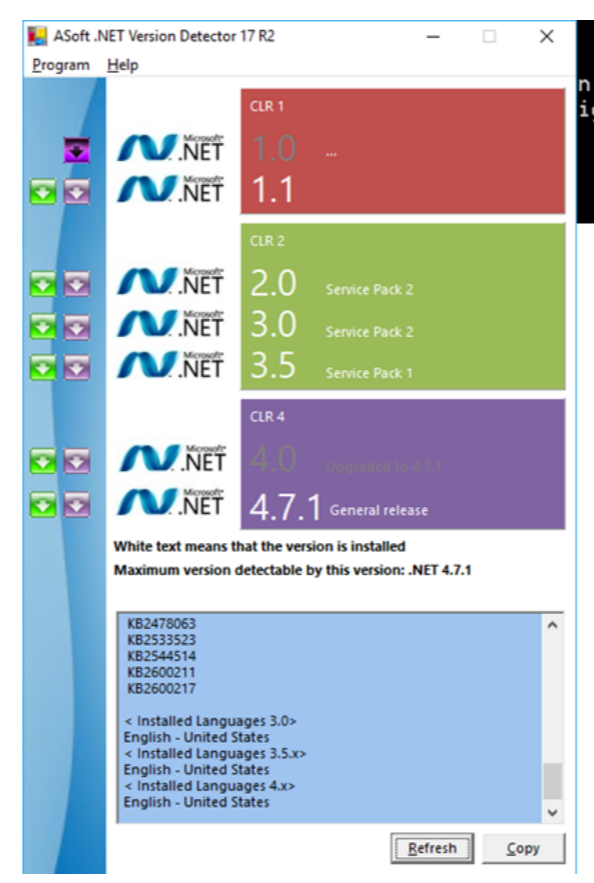 ASoft .NET Version Detector 17 R2
Program Help
CLR 1
Microsoft .NET 1.0 ...
Microsoft .NET 1.1
CLR 2
Microsoft .NET 2.0 Service Pack 2
Microsoft .NET 3.0 Service Pack 2
Microsoft .NET 3.5 Service Pack 1
CLR 4
Microsoft .NET 4.0 Upgraded to 4.7.1
Microsoft .NET 4.7.1 General release
White text means that the version is installed
Maximum version detectable by this version: .NET 4.7.1
KB2478063
KB2533523
KB2544514
KB2600211
KB2600217
< Installed Languages 3.0>
English - United States
< Installed Languages 3.5.x>
English - United States
< Installed Languages 4.x>
English - United States
Refresh Copy